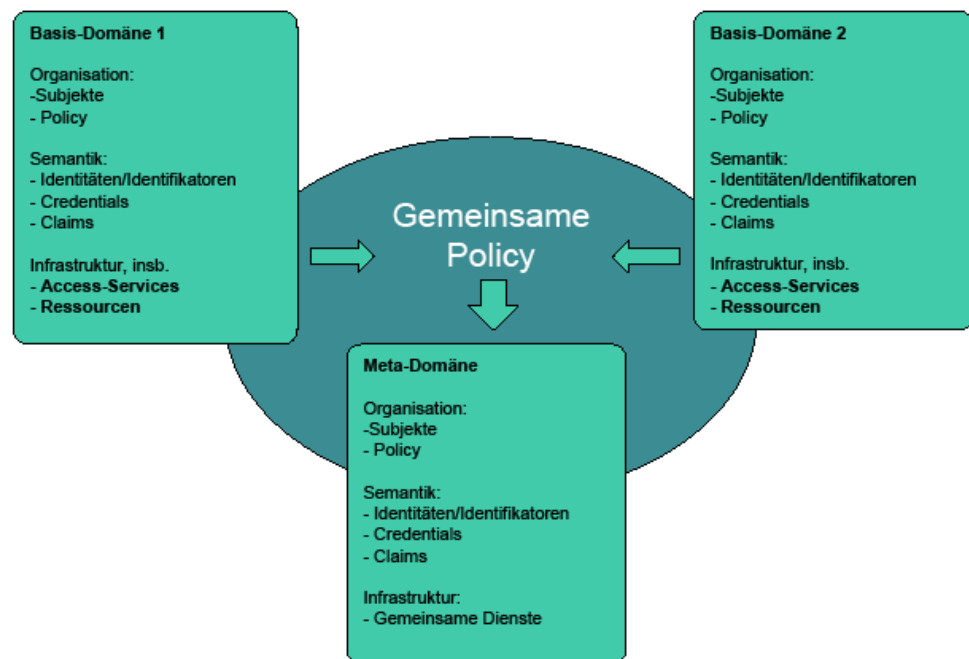 Basis-Domäne 1
Organisation:
-Subjekte
- Policy
Semantik:
- Identitäten/Identifikatoren
- Credentials
- Claims
Infrastruktur, insb.
- Access-Services
- Ressourcen
Basis-Domäne 2
Organisation:
-Subjekte
- Policy
Semantik:
- Identitäten/Identifikatoren
- Credentials
- Claims
Infrastruktur, insb.
- Access-Services
- Ressourcen
Gemeinsame
Policy
Meta-Domäne
Organisation:
-Subjekte
- Policy
Semantik:
- Identitäten/Identifikatoren
- Credentials
- Claims
Infrastruktur:
- Gemeinsame Dienste